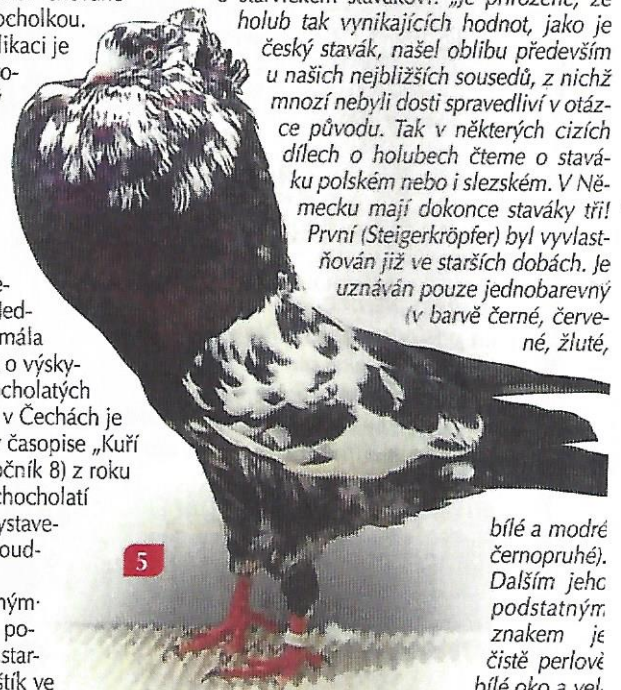 ocholkou.
likaci je
led-
mála
o výsky-
cholatých
v Čechách je
časopise „Kuří
očník 8) z roku
chocholatí
ystave-
oud-
ným-
po-
star-
štík ve
holub tak vynikajících hodnot, jako je
český stavák, našel oblibu především
u našich nejbližších sousedů, z nichž
mnozí nebyli dosti spravedliví v otáz-
ce původu. Tak v některých cizích
dílech o holubech čteme o stavá-
ku polském nebo i slezském. V Ně-
mecku mají dokonce staváky tři!
První (Steigerkröpfer) byl vyvlast-
ňován již ve starších dobách. Je
uznáván pouze jednobarevný
(v barvě černé, červe-
né, žluté,
bílé a modré
černopruhé).
Dalším jeho
podstatným
znakem je
čistě perlově
bílé oko a vel-
5